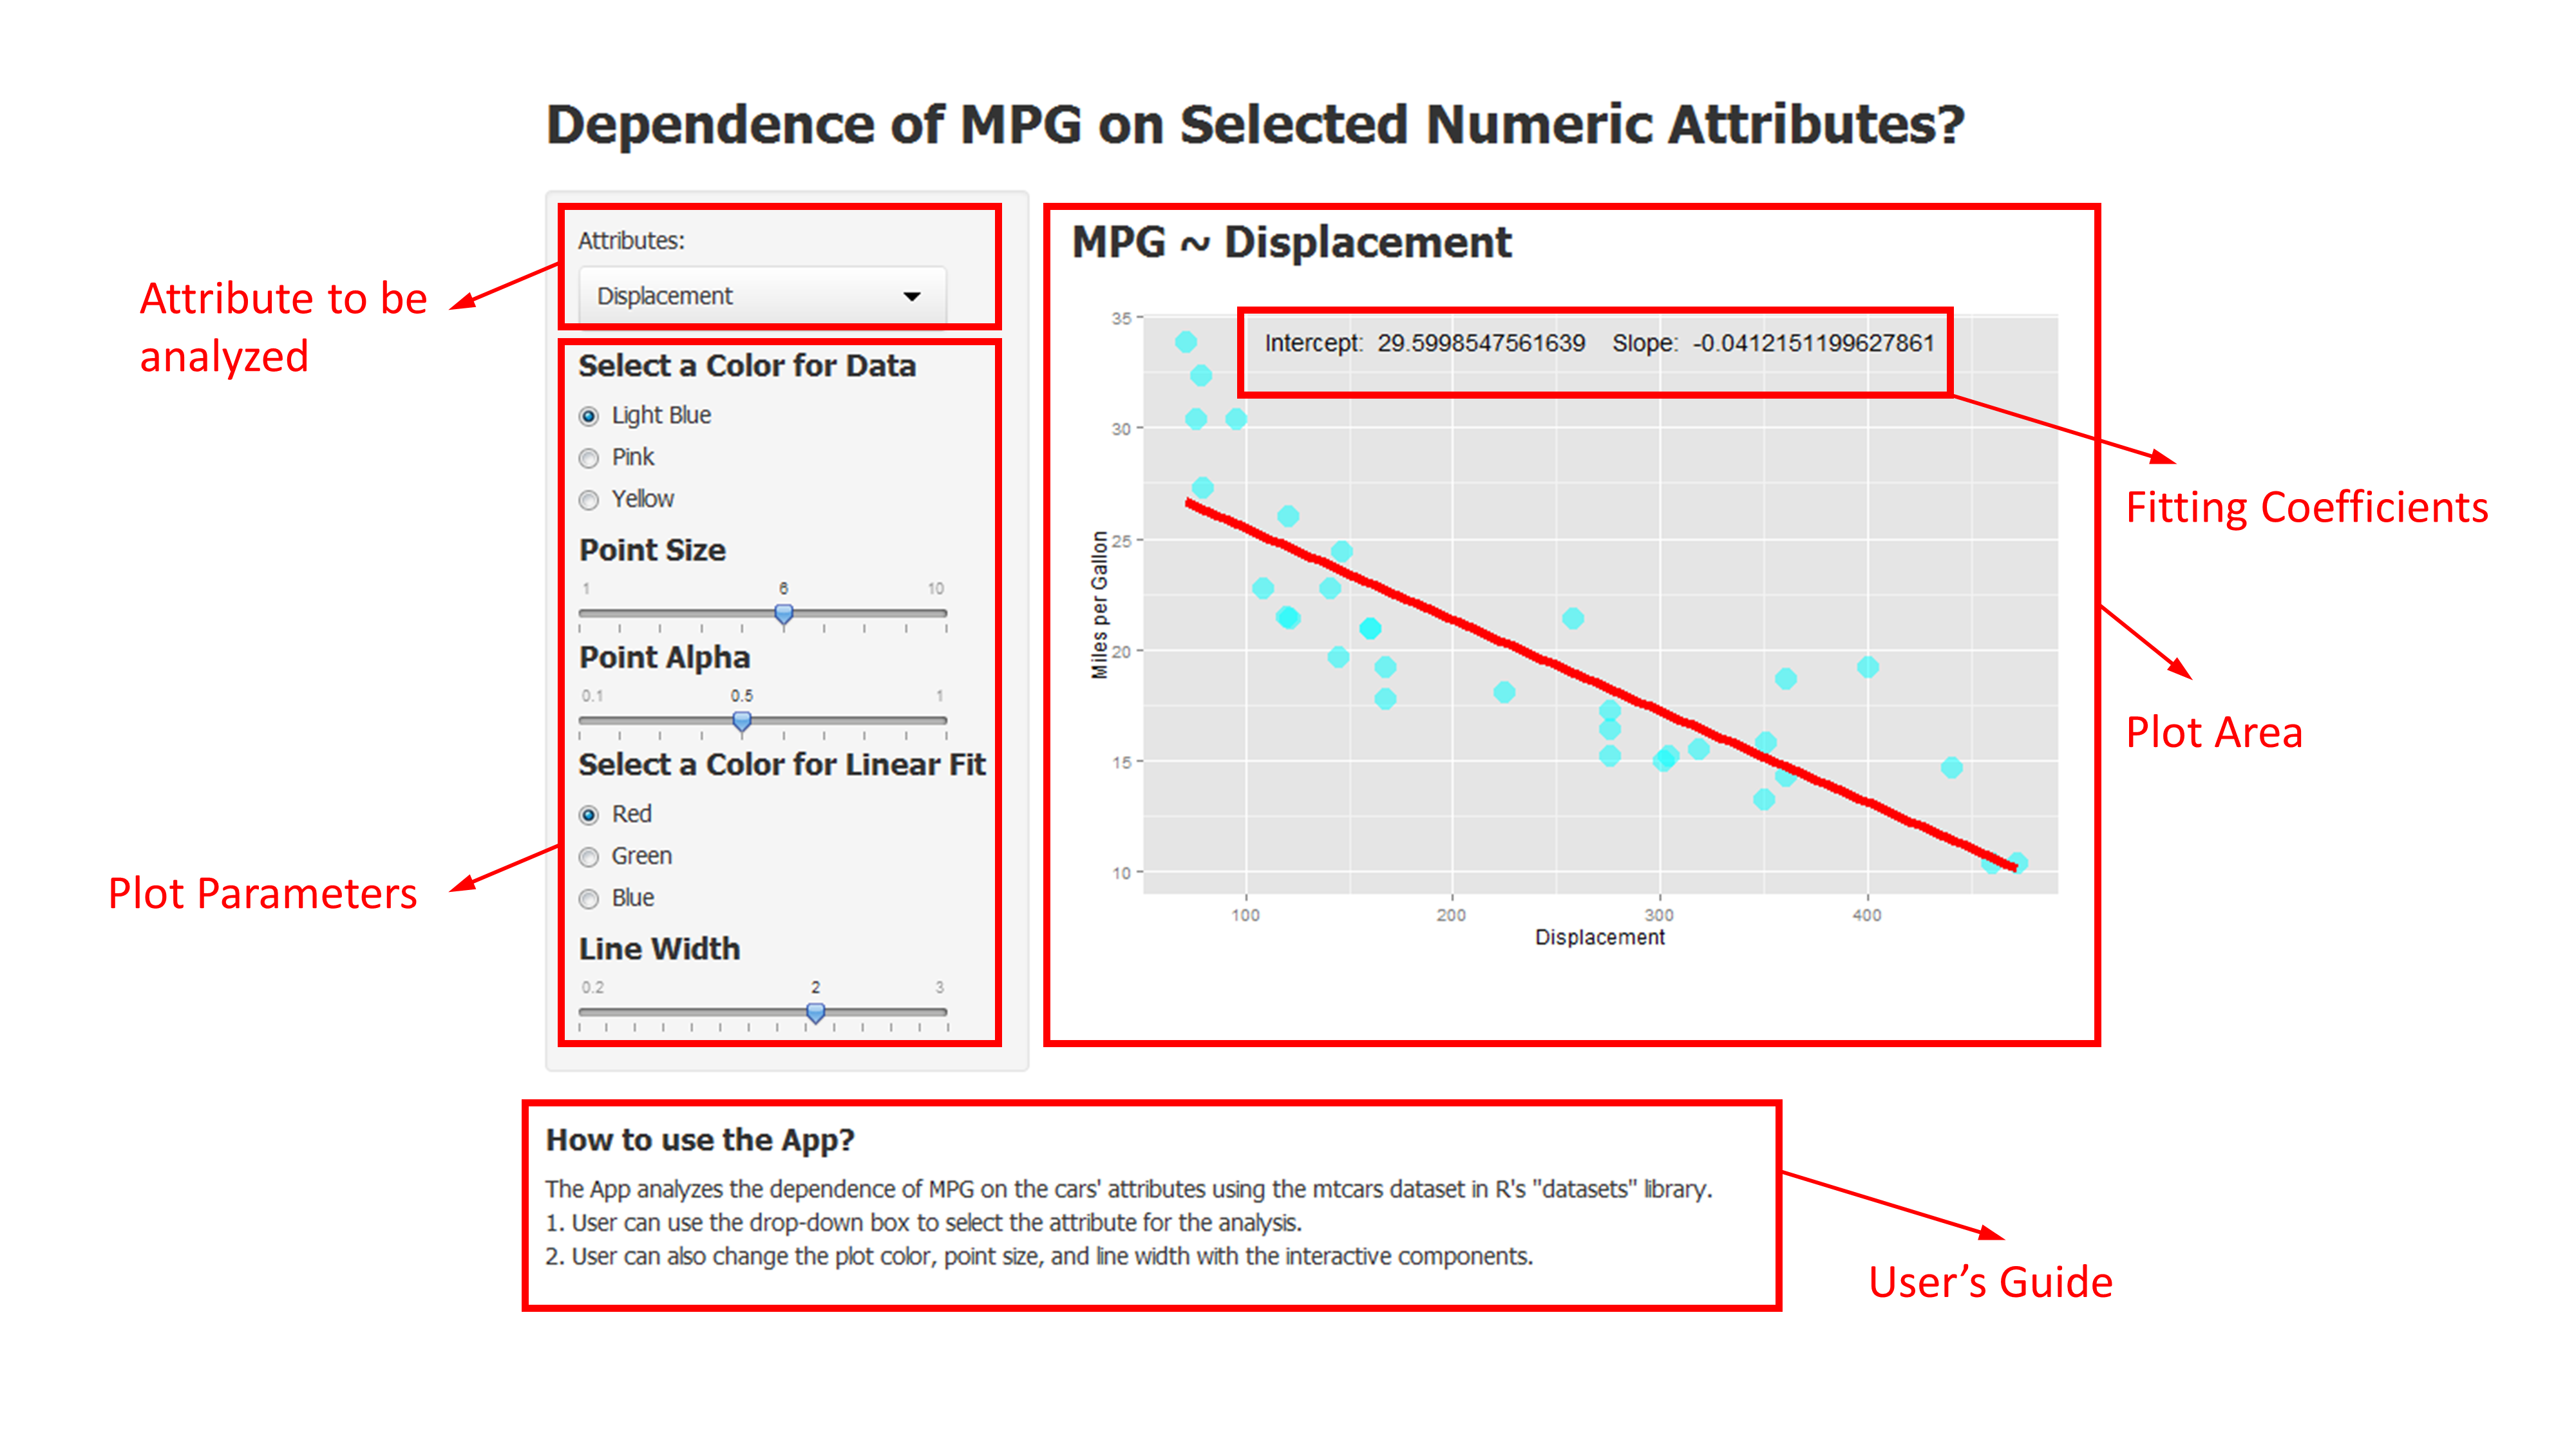 Dependence of MPG on Selected Numeric Attributes?
Attribute to be
analyzed
Attributes:
Displacement
Select a Color for Data
Light Blue
Pink
Yellow
Point Size
1 6 10
Point Alpha
0.1 0.5 1
Select a Color for Linear Fit
Red
Green
Blue
Plot Parameters
Line Width
0.2 2 3
MPG ~ Displacement
Intercept: 29.5998547561639 Slope: -0.0412151199627861
35
30
25
20
15
10
Miles per Gallon
100 200 300 400
Displacement
Fitting Coefficients
Plot Area
How to use the App?
The App analyzes the dependence of MPG on the cars' attributes using the mtcars dataset in R's "datasets" library.
1. User can use the drop-down box to select the attribute for the analysis.
2. User can also change the plot color, point size, and line width with the interactive components.
User’s Guide